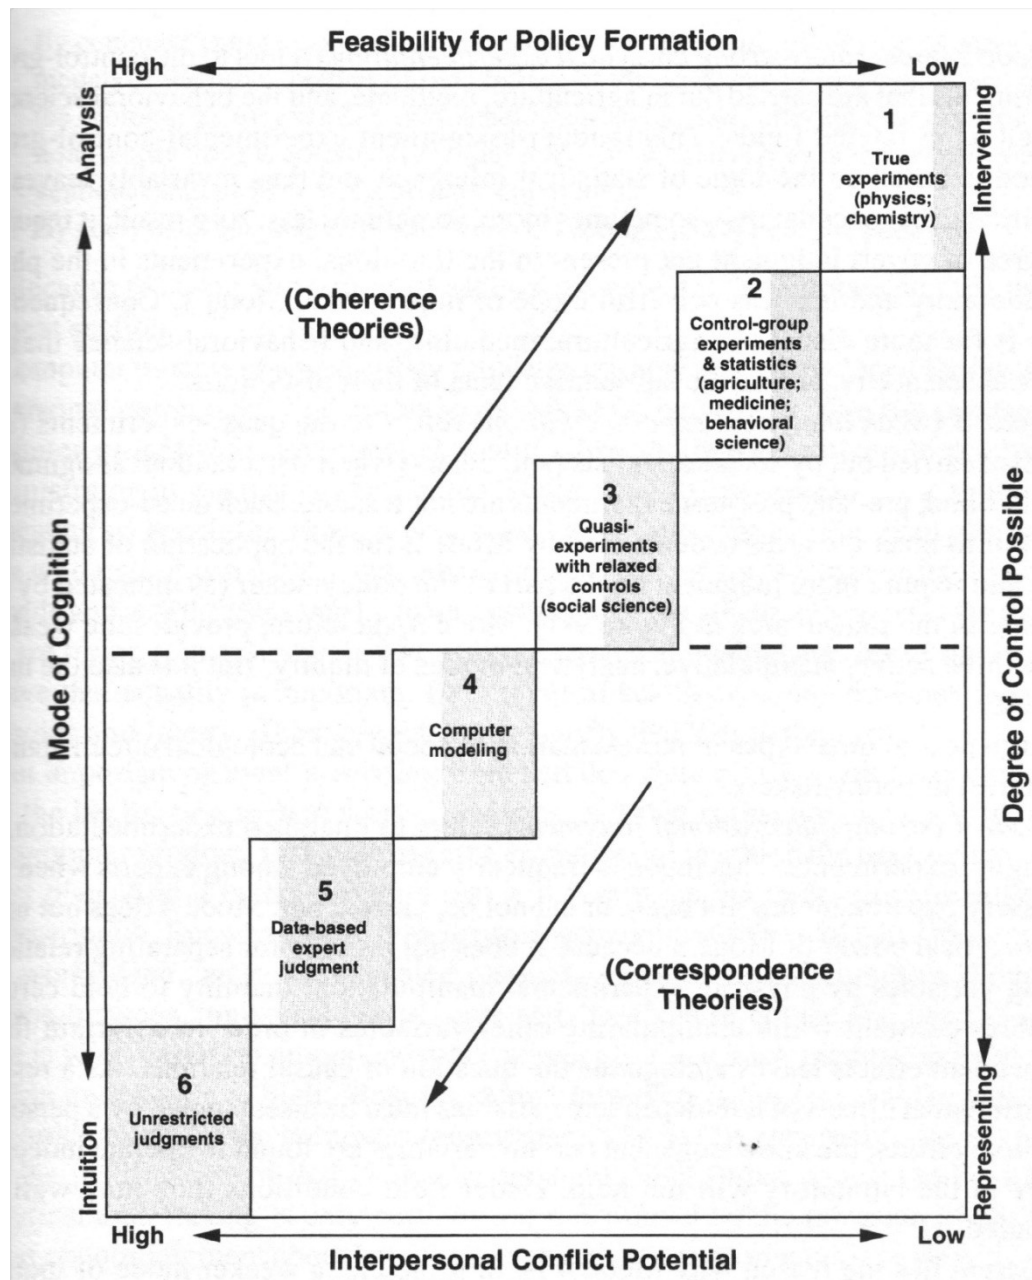 Feasibility for Policy Formation
High
Low
Analysis
Intervening
1
True
experiments
(physics;
chemistry)
2
Control-group
experiments
& statistics
(agriculture;
medicine;
behavioral
science)
(Coherence
Theories)
3
Quasi-
experiments
with relaxed
controls
(social science)
Mode of Cognition
Degree of Control Possible
4
Computer
modeling
5
Data-based
expert
judgment
(Correspondence
Theories)
6
Unrestricted
judgments
Intuition
Representing
High
Low
Interpersonal Conflict Potential